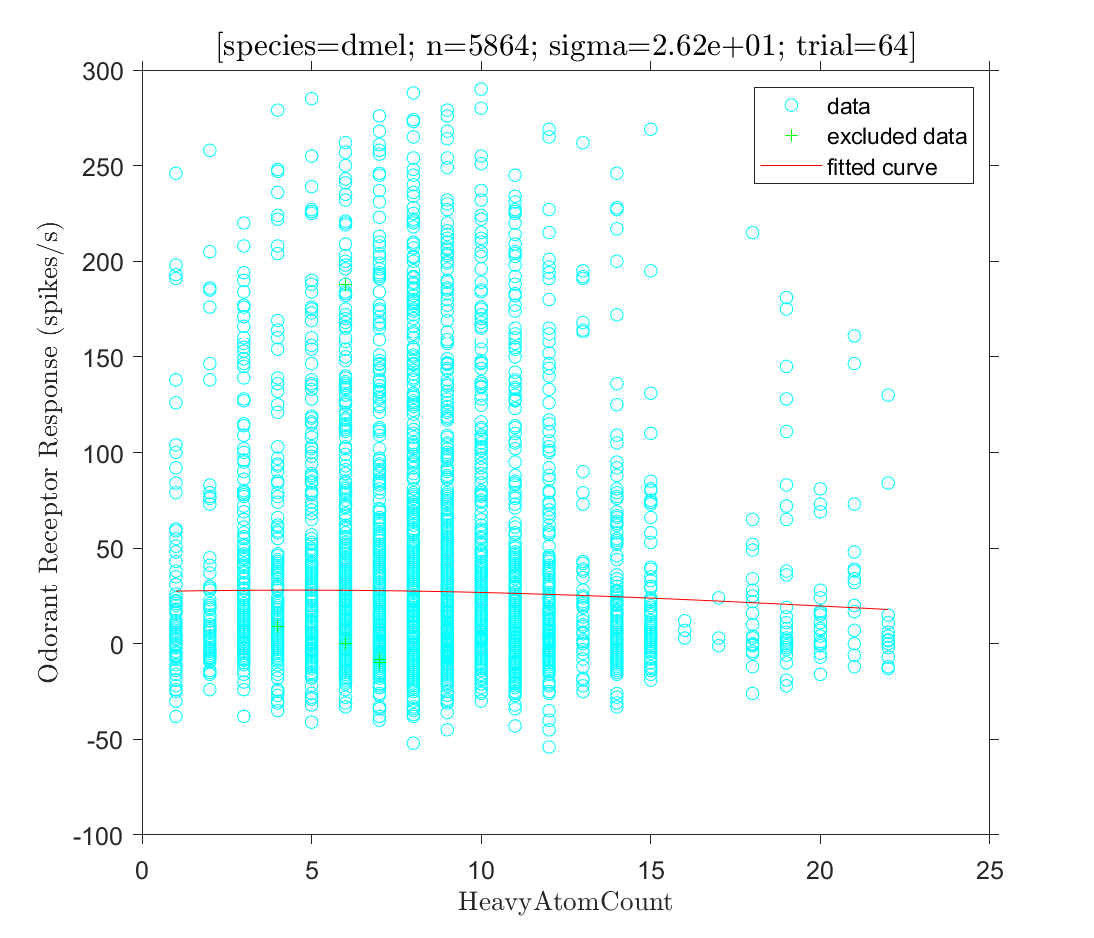 [species=dmel; n=5864; sigma=2.62e+01; trial=64]
300
250
200
150
100
50
0
-50
-100
Odorant Receptor Response (spikes/s)
data
excluded data
fitted curve
0 5 10 15 20 25
HeavyAtomCount